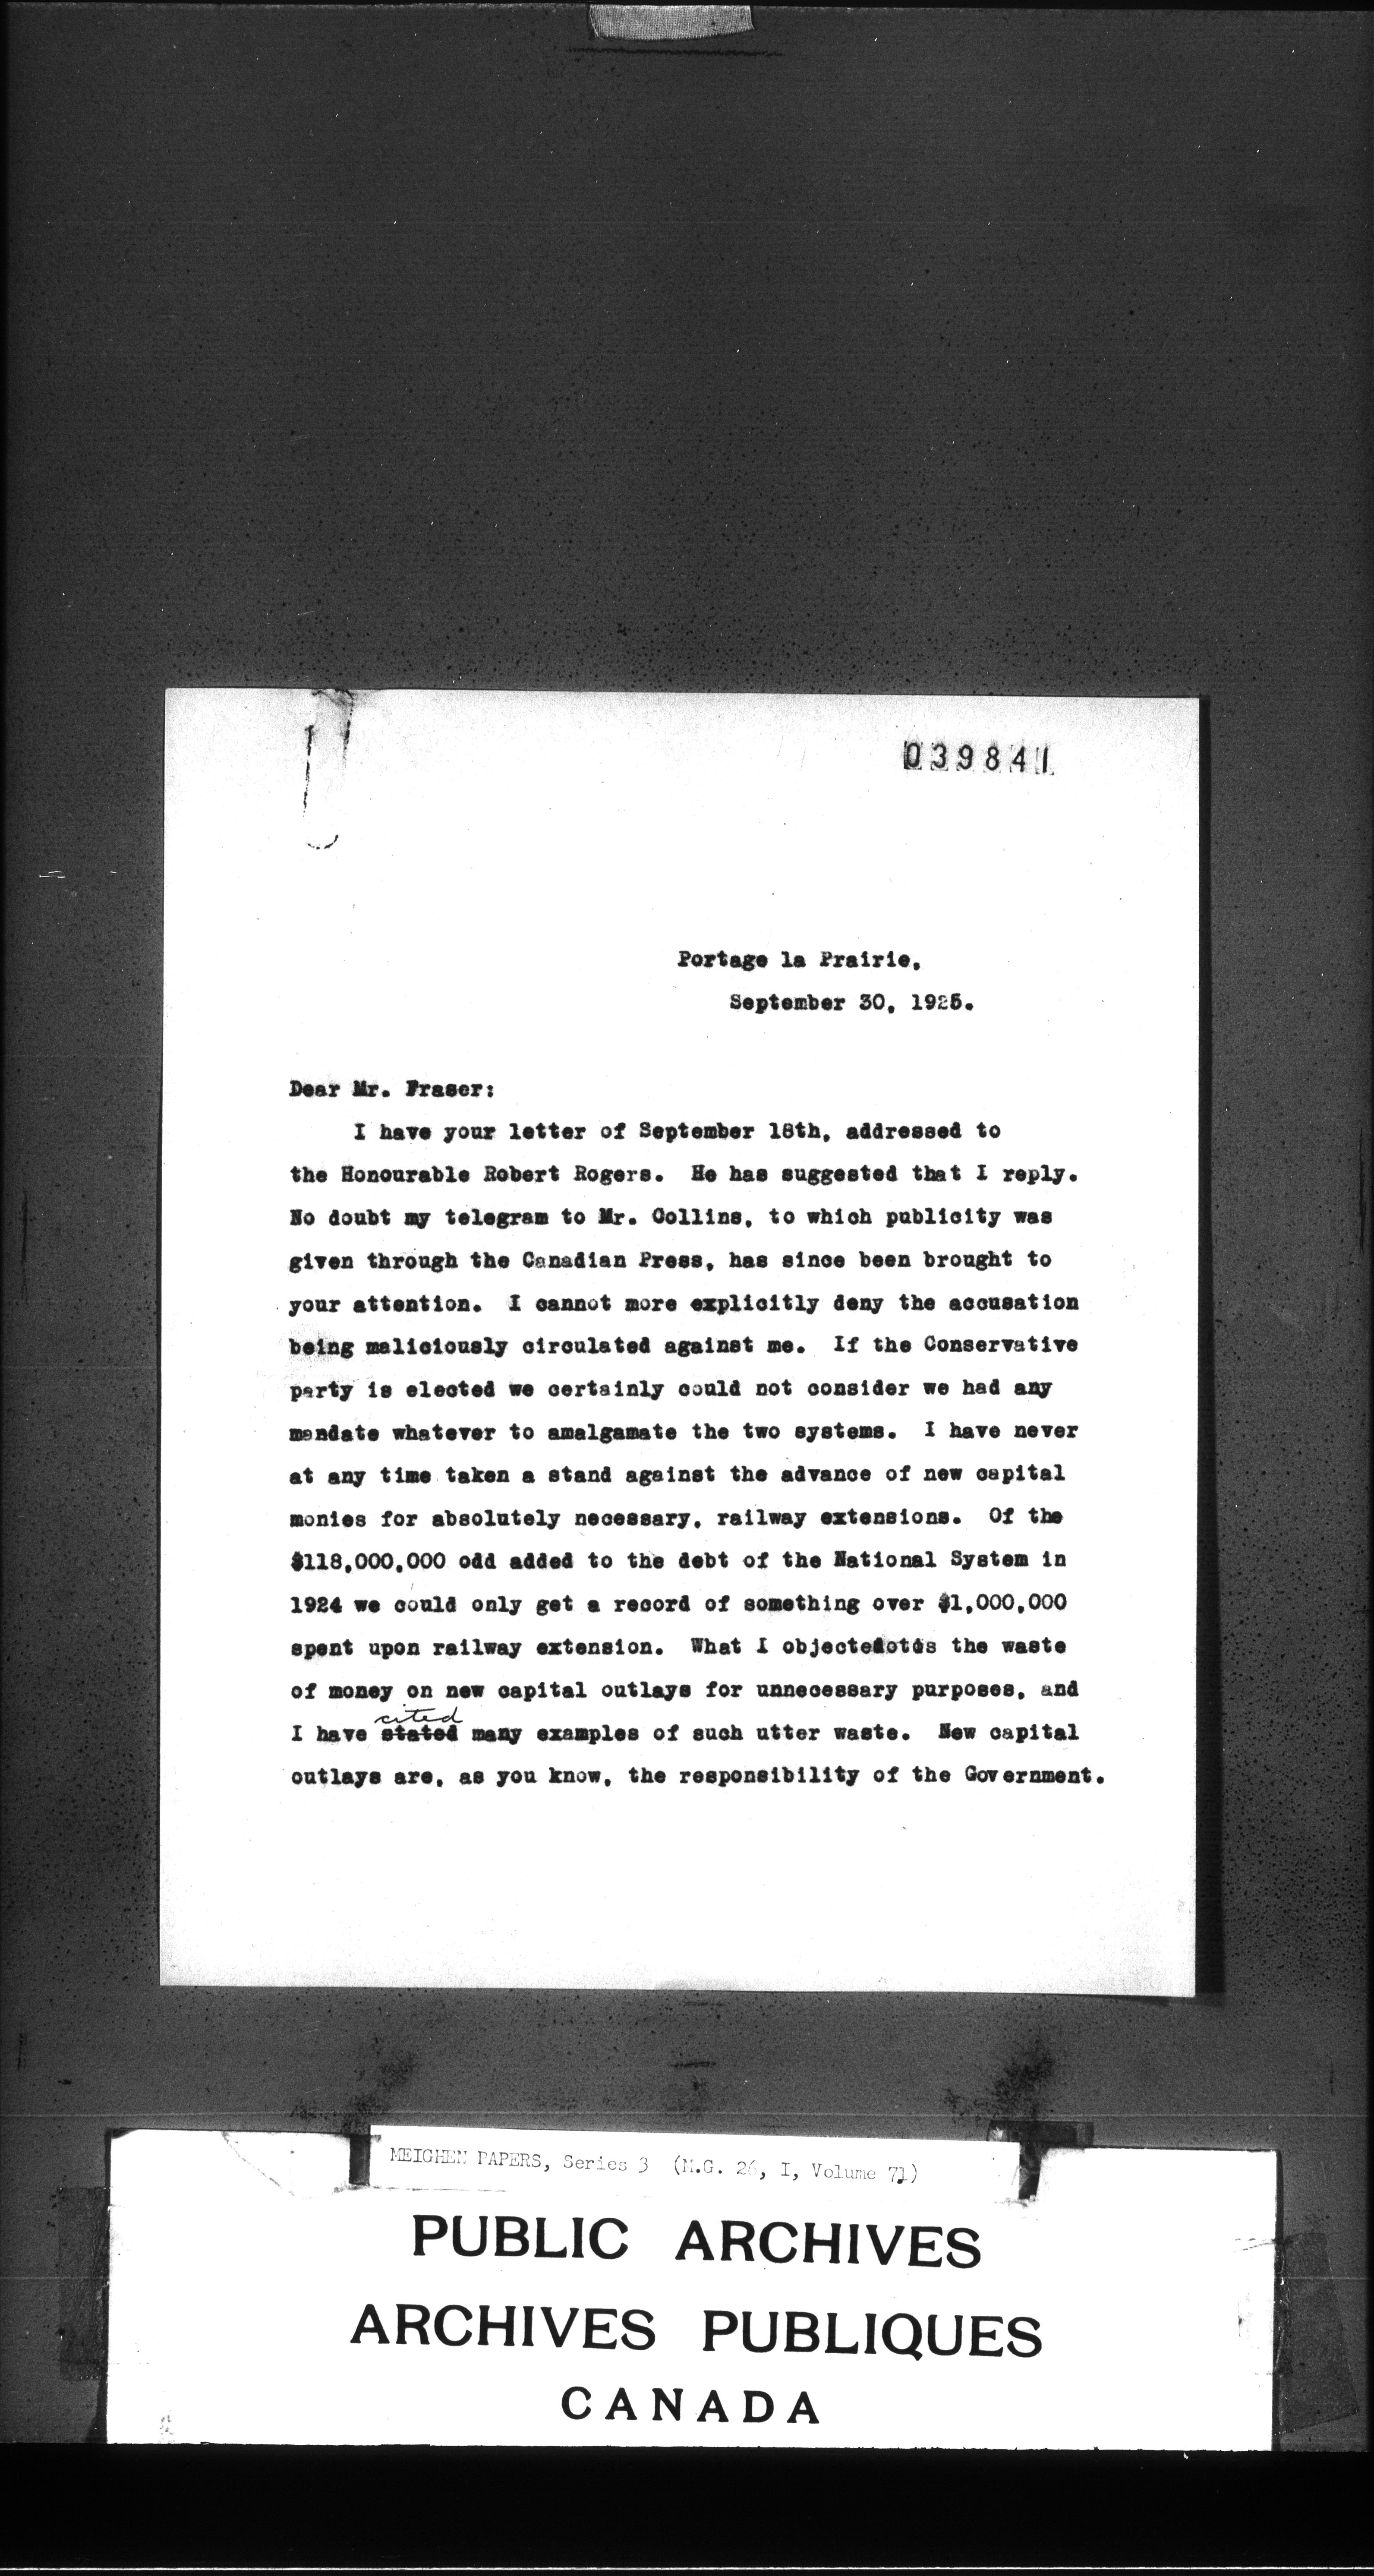 039841
Portage la Prairie,
September 30, 1925.
Dear Mr. Fraser:
I have your letter of September 18th, addressed to
the Honourable Robert Rogers. He has suggested that I reply.
No doubt my telegram to Mr. Collins, to which publicity was
given through the Canadian Press, has since been brought to
your attention. I cannot more explicitly deny the accusation
being maliciously circulated against me. If the Conservative
party is elected we certainly could not consider we had any
mandate whatever to amalgamate the two systems. I have never
at any time taken a stand against the advance of new capital
monies for absolutely necessary, railway extensions. Of the
$118,000,000 odd added to the debt of the National System in
1924 we could only get a record of something over $1,000,000
spent upon railway extension. What I the waste
of money on new capital outlays for unnecessary purposes, and
cited
I have stated many examples of such utter waste. New capital
outlays are, as you know, the responsibility of the Government.
MEIGHEN PAPERS, Series 3 (M.G. 26, I, Volume 71)
PUBLIC ARCHIVES
ARCHIVES PUBLIQUES
CANADA